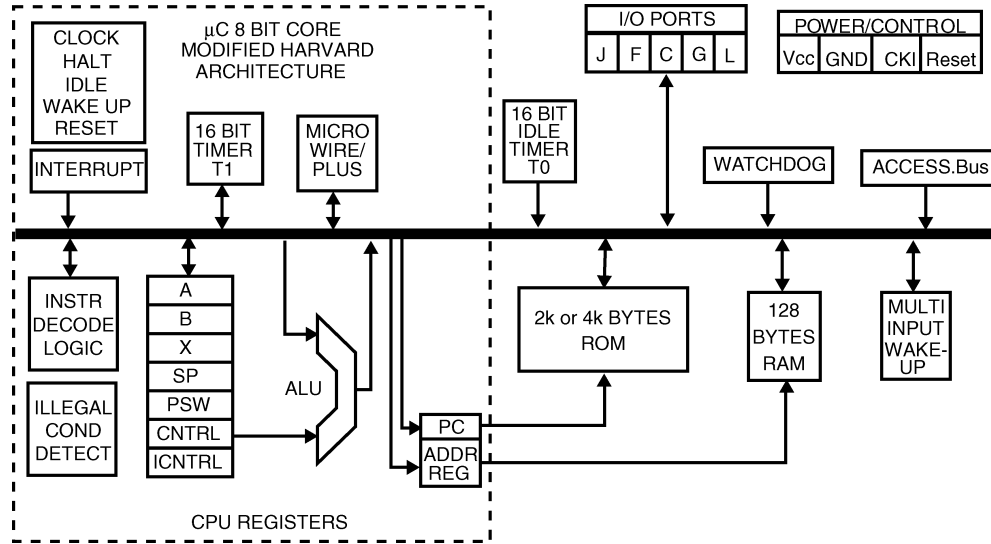 µC 8 BIT CORE
MODIFIED HARVARD
ARCHITECTURE
I/O PORTS
J F C G L
POWER/CONTROL
Vcc GND CKI Reset
CLOCK
HALT
IDLE
WAKE UP
RESET
INTERRUPT
16 BIT
TIMER
T1
MICRO
WIRE/
PLUS
16 BIT
IDLE
TIMER
T0
WATCHDOG
ACCESS.Bus
INSTR
DECODE
LOGIC
ILLEGAL
COND
DETECT
A
B
X
SP
PSW
CNTRL
ICNTRL
ALU
PC
ADDR
REG
2k or 4k BYTES
ROM
128
BYTES
RAM
MULTI
INPUT
WAKE-
UP
CPU REGISTERS